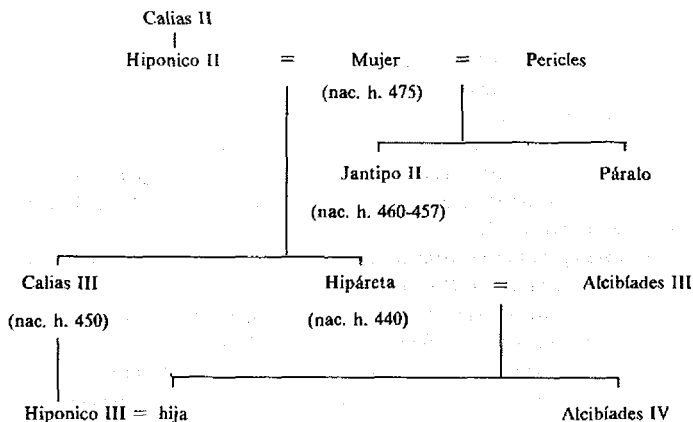 Calias II
Hiponico II = Mujer = Pericles
(nac. h. 475)
Jantipo II Páralo
(nac. h. 460-457)
Calias III Hipáreta = Alcibíades III
(nac. h. 450) (nac. h. 440)
Hiponico III = hija Alcibíades IV